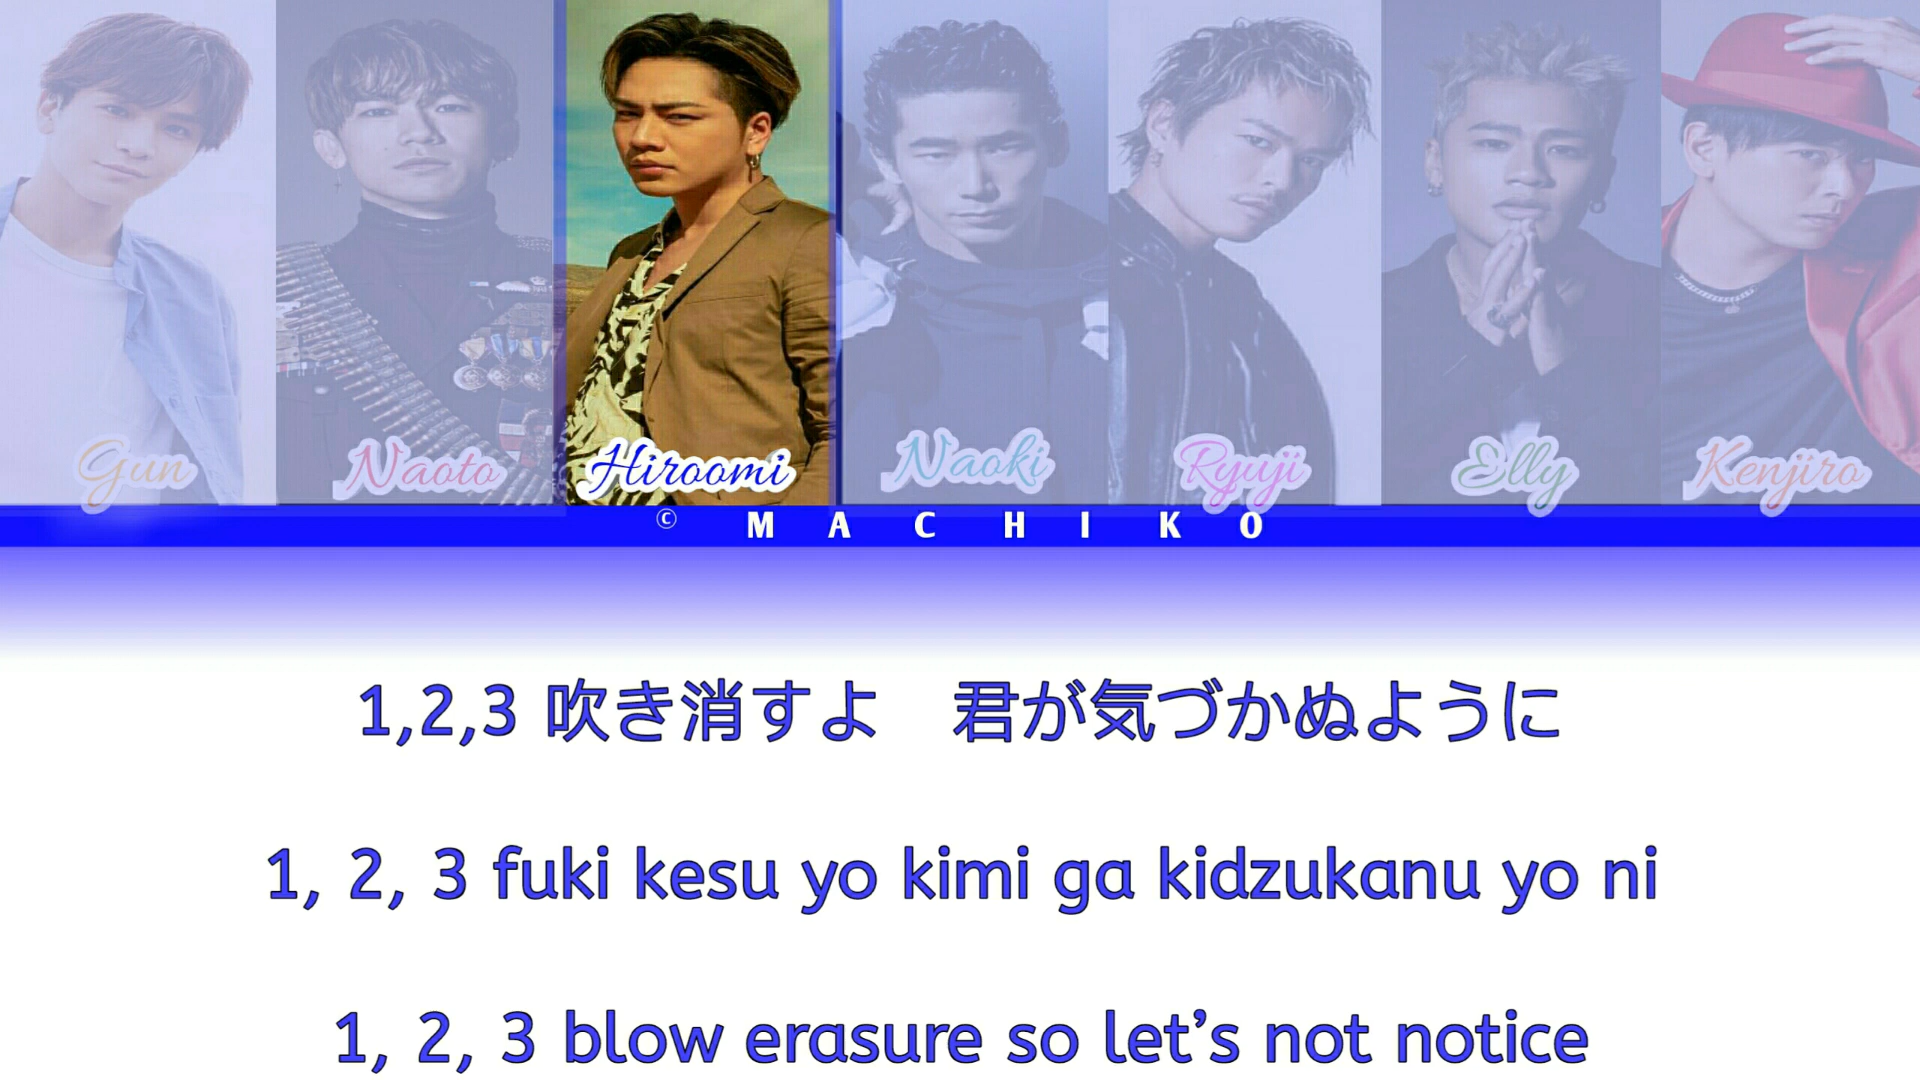 Gun Naoto Hiroomi Naoki Ryuji Elly Kenjiro
© MACHIKO
1,2,3 吹き消すよ　君が気づかぬように
1, 2, 3 fuki kesu yo kimi ga kidzukanu yo ni
1, 2, 3 blow erasure so let's not notice